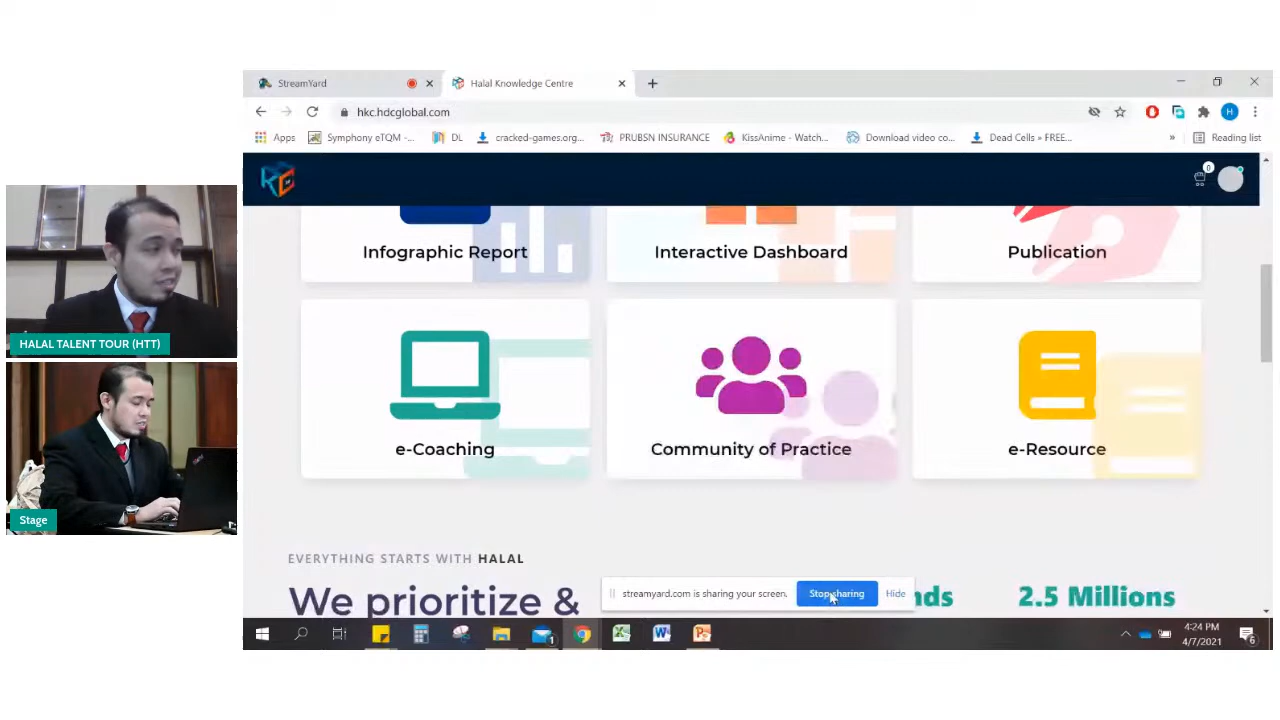 StreamYard
Halal Knowledge Centre
hkc.hdcglobal.com
Apps
Symphony eTQM -...
DL
cracked-games.org...
PRUBSN INSURANCE
KissAnime - Watch...
Download video co...
Dead Cells » FREE...
»
Reading list
H
0
Infographic Report
Interactive Dashboard
Publication
HALAL TALENT TOUR (HTT)
e-Coaching
Community of Practice
e-Resource
Stage
EVERYTHING STARTS WITH HALAL
We prioritize &
nds
2.5 Millions
streamyard.com is sharing your screen.
Stop sharing
Hide
1
4:24 PM
4/7/2021
6